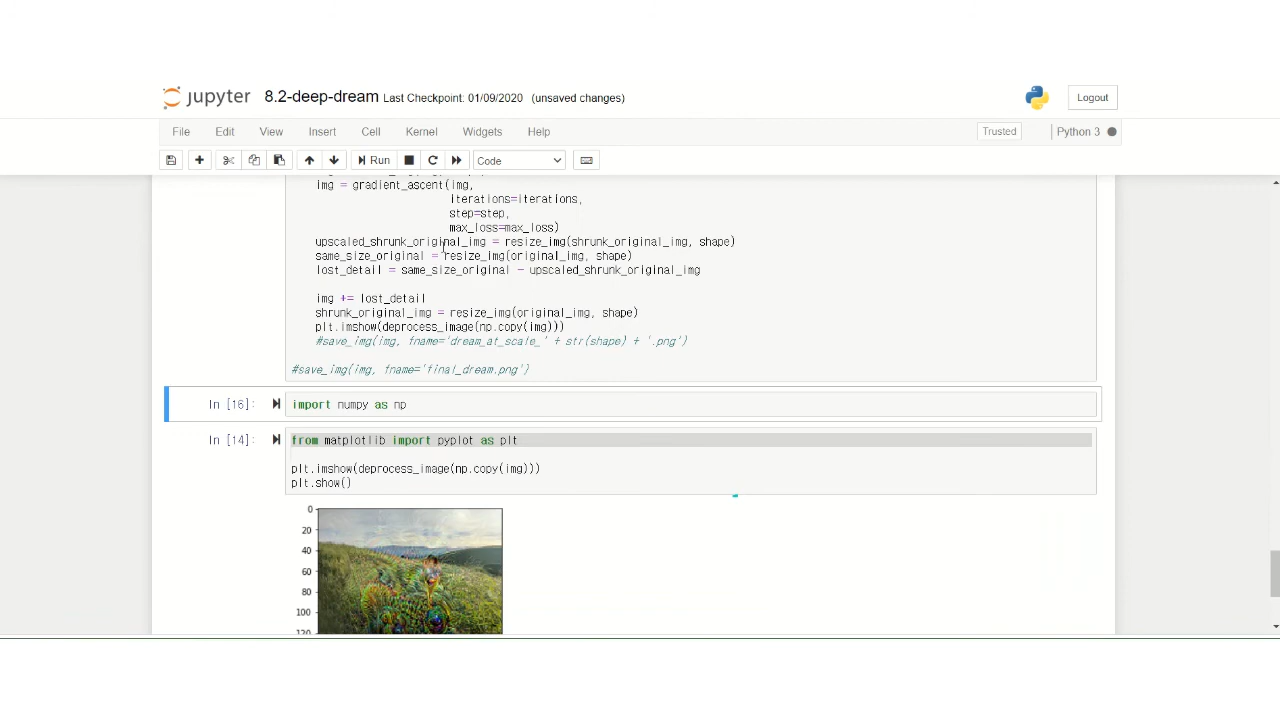 jupyter 8.2-deep-dream Last Checkpoint: 01/09/2020 (unsaved changes) Logout
File Edit View Insert Cell Kernel Widgets Help Trusted Python 3
Run Code
img = gradient_ascent(img,
iterations=iterations,
step=step,
max_loss=max_loss)
upscaled_shrunk_original_img = resize_img(shrunk_original_img, shape)
same_size_original = resize_img(original_img, shape)
lost_detail = same_size_original - upscaled_shrunk_original_img
img += lost_detail
shrunk_original_img = resize_img(original_img, shape)
plt.imshow(deprocess_image(np.copy(img)))
#save_img(img, fname='dream_at_scale_' + str(shape) + '.png')
#save_img(img, fname='final_dream.png')
In [16]: import numpy as np
In [14]: from matplotlib import pyplot as plt
plt.imshow(deprocess_image(np.copy(img)))
plt.show()
0
20
40
60
80
100
120